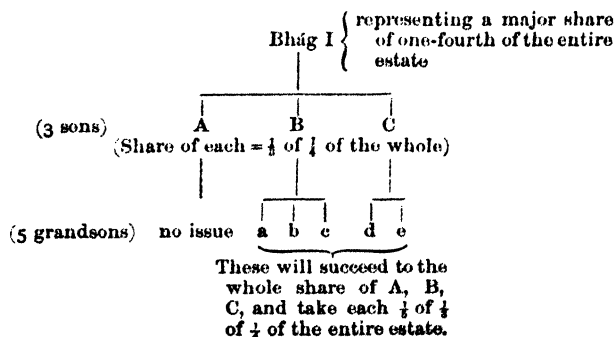 Bhág I { representing a major share
of one-fourth of the entire
estate
(3 sons) A B C
(Share of each = ⅓ of ¼ of the whole)
(5 grandsons) no issue a b c d e
These will succeed to the
whole share of A, B,
C, and take each ⅕ of ⅓
of ¼ of the entire estate.